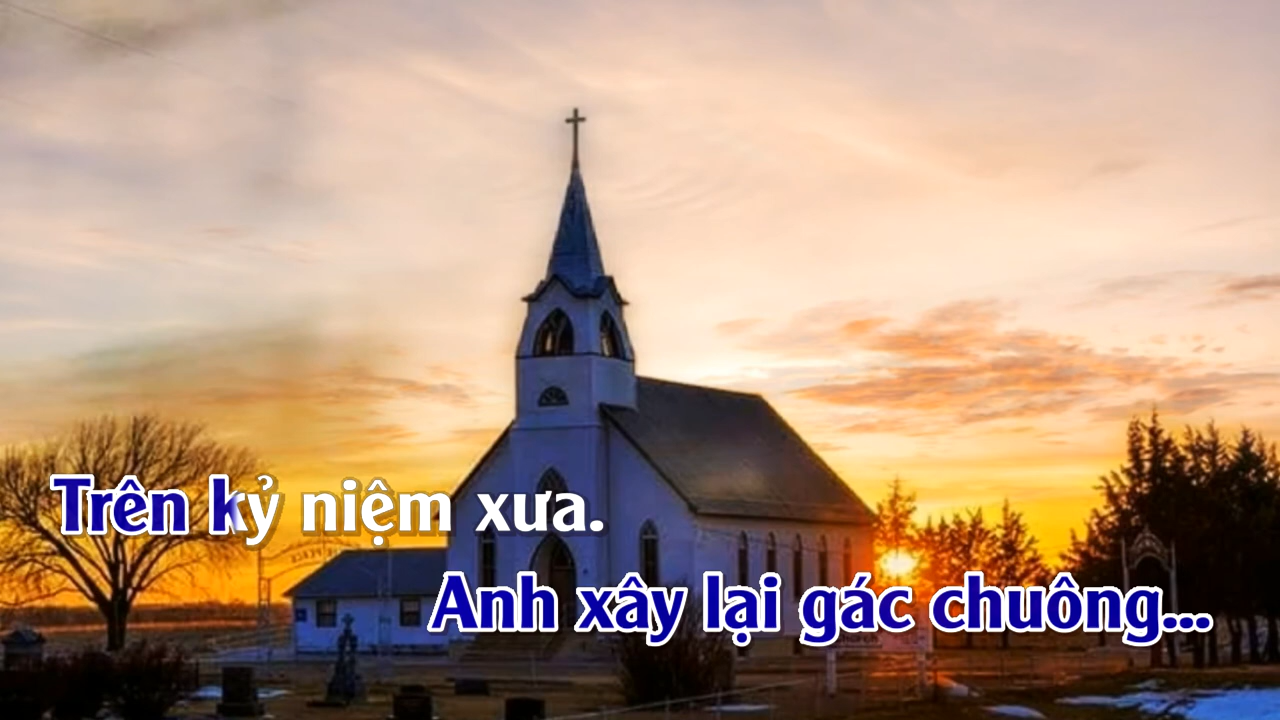 Trên kỷ niệm xưa.
Anh xây lại gác chuông...